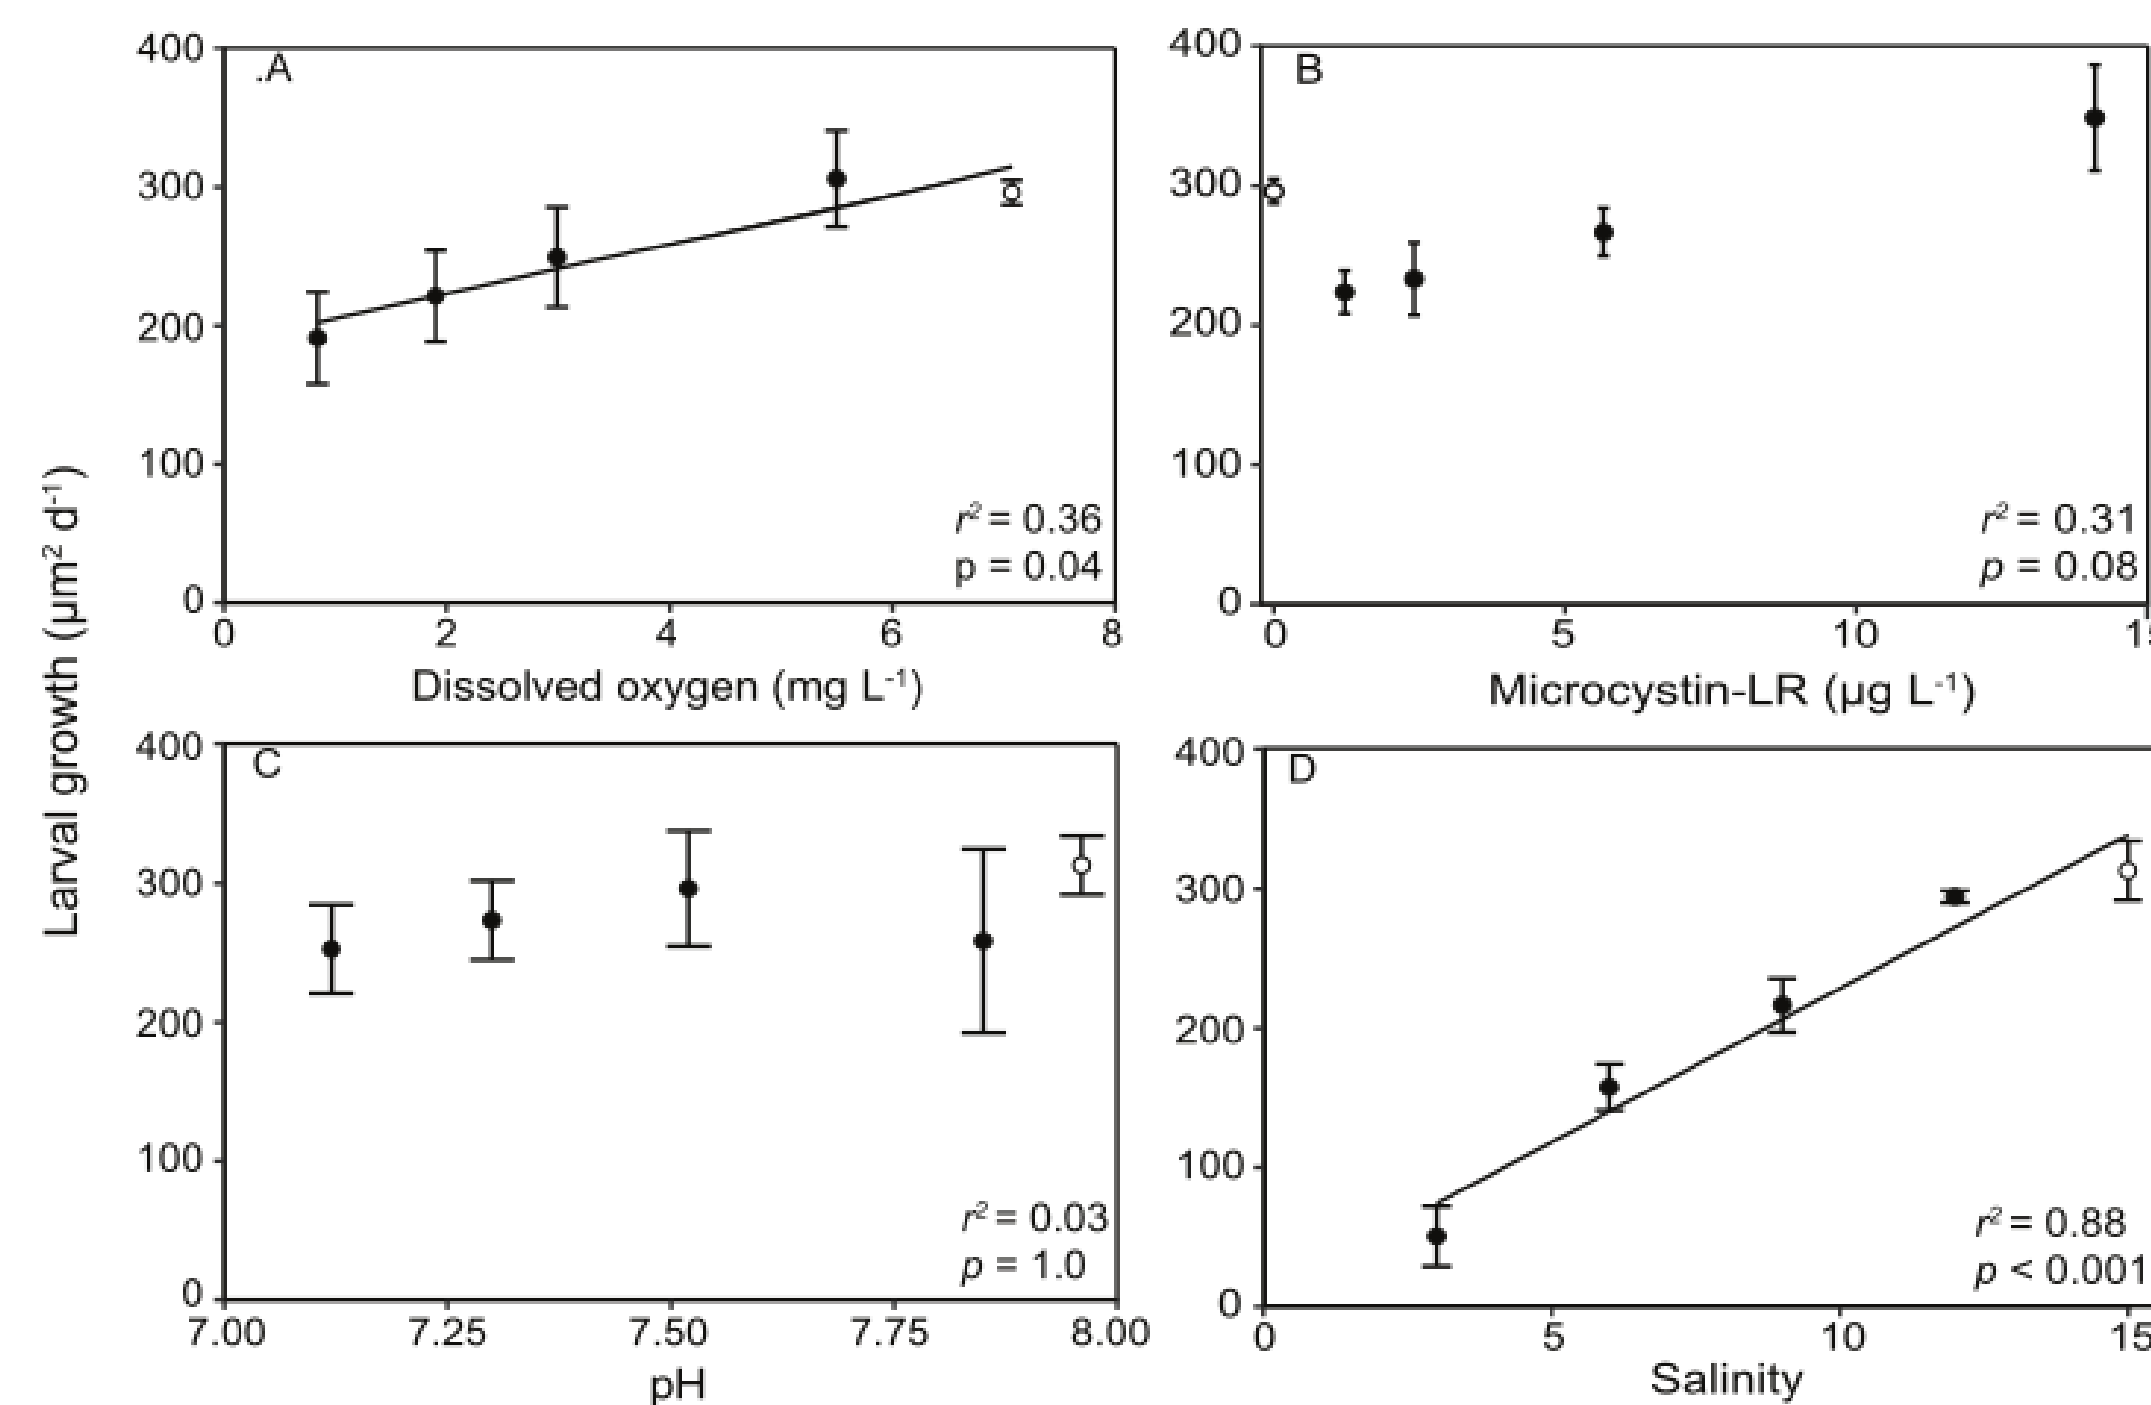 Larval growth (µm² d⁻¹)
.A
400
300
200
100
0
r² = 0.36
p = 0.04
0 2 4 6 8
Dissolved oxygen (mg L⁻¹)
B
400
300
200
100
0
r² = 0.31
p = 0.08
0 5 10
Microcystin-LR (µg L⁻¹)
C
400
300
200
100
0
r² = 0.03
p = 1.0
7.00 7.25 7.50 7.75 8.00
pH
D
400
300
200
100
0
r² = 0.88
p < 0.001
0 5 10 15
Salinity